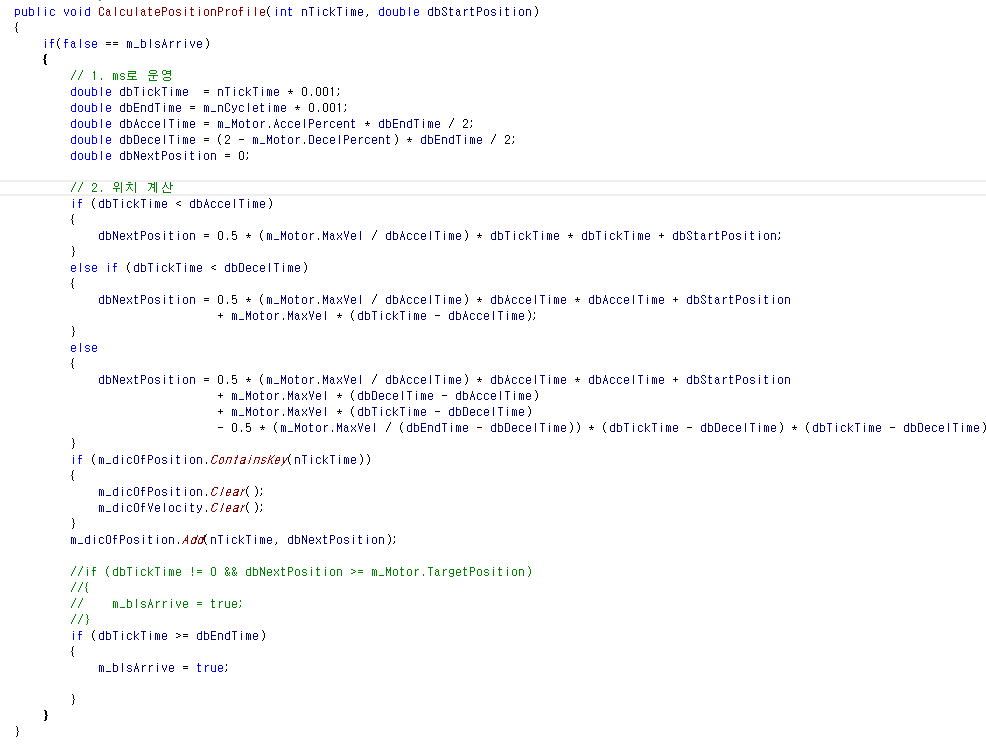 public void CalculatePositionProfile(int nTickTime, double dbStartPosition)
{
if(false == m_bIsArrive)
{
// 1. ms로 운영
double dbTickTime  = nTickTime * 0.001;
double dbEndTime = m_nCycletime * 0.001;
double dbAccelTime = m_Motor.AccelPercent * dbEndTime / 2;
double dbDecelTime = (2 - m_Motor.DecelPercent) * dbEndTime / 2;
double dbNextPosition = 0;
// 2. 위치 계산
if (dbTickTime < dbAccelTime)
{
dbNextPosition = 0.5 * (m_Motor.MaxVel / dbAccelTime) * dbTickTime * dbTickTime + dbStartPosition;
}
else if (dbTickTime < dbDecelTime)
{
dbNextPosition = 0.5 * (m_Motor.MaxVel / dbAccelTime) * dbAccelTime * dbAccelTime + dbStartPosition
+ m_Motor.MaxVel * (dbTickTime - dbAccelTime);
}
else
{
dbNextPosition = 0.5 * (m_Motor.MaxVel / dbAccelTime) * dbAccelTime * dbAccelTime + dbStartPosition
+ m_Motor.MaxVel * (dbDecelTime - dbAccelTime)
+ m_Motor.MaxVel * (dbTickTime - dbDecelTime)
- 0.5 * (m_Motor.MaxVel / (dbEndTime - dbDecelTime)) * (dbTickTime - dbDecelTime) * (dbTickTime - dbDecelTime)
}
if (m_dicOfPosition.ContainsKey(nTickTime))
{
m_dicOfPosition.Clear();
m_dicOfVelocity.Clear();
}
m_dicOfPosition.Add(nTickTime, dbNextPosition);
//if (dbTickTime != 0 && dbNextPosition >= m_Motor.TargetPosition)
//{
//    m_bIsArrive = true;
//}
if (dbTickTime >= dbEndTime)
{
m_bIsArrive = true;
}
}
}